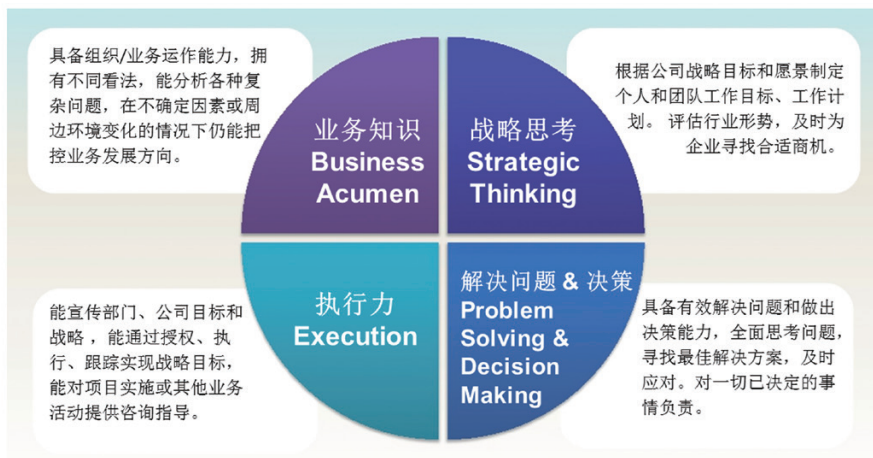 具备组织/业务运作能力，拥
有不同看法，能分析各种复
杂问题，在不确定因素或周
边环境变化的情况下仍能把
控业务发展方向。
业务知识
Business
Acumen
战略思考
Strategic
Thinking
根据公司战略目标和愿景制定
个人和团队工作目标、工作计
划。 评估行业形势，及时为
企业寻找合适商机。
能宣传部门、公司目标和
战略 ，能通过授权、执
行、跟踪实现战略目标，
能对项目实施或其他业务
活动提供咨询指导。
执行力
Execution
解决问题 & 决策
Problem
Solving &
Decision
Making
具备有效解决问题和做出
决策能力，全面思考问题，
寻找最佳解决方案，及时
应对。对一切已决定的事
情负责。